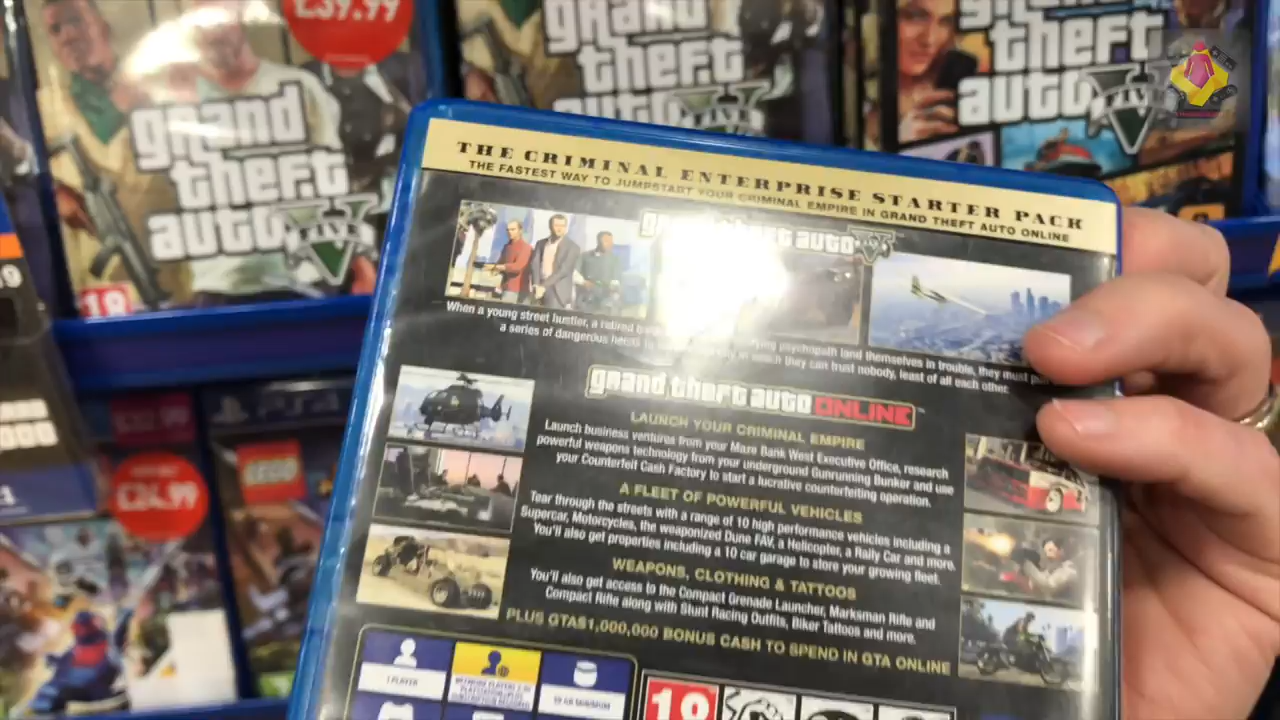 £39.99
grand
theft
auto V
FIVE
18
grand
theft
auto
FIVE
grand
theft
auto V
FIVE
THE CRIMINAL ENTERPRISE STARTER PACK
THE FASTEST WAY TO JUMPSTART YOUR CRIMINAL EMPIRE IN GRAND THEFT AUTO ONLINE
grand theft auto V
When a young street hustler, a retired psychopath land themselves in trouble, they must
a series of dangerous heists in which they can trust nobody, least of all each other.
grand theft auto ONLINE
LAUNCH YOUR CRIMINAL EMPIRE
Launch business ventures from your Maze Bank West Executive Office, research
powerful weapons technology from your underground Gunrunning Bunker and use
your Counterfeit Cash Factory to start a lucrative counterfeiting operation.
A FLEET OF POWERFUL VEHICLES
Tear through the streets with a range of 10 high performance vehicles including a
Supercar, Motorcycles, the weaponized Dune FAV, a Helicopter, a Rally Car and more.
You'll also get properties including a 10 car garage to store your growing fleet.
WEAPONS, CLOTHING & TATTOOS
You'll also get access to the Compact Grenade Launcher, Marksman Rifle and
Compact Rifle along with Stunt Racing Outfits, Biker Tattoos and more.
PLUS GTA$1,000,000 BONUS CASH TO SPEND IN GTA ONLINE
1 PLAYER
18
£24.99
PS4
LEGO